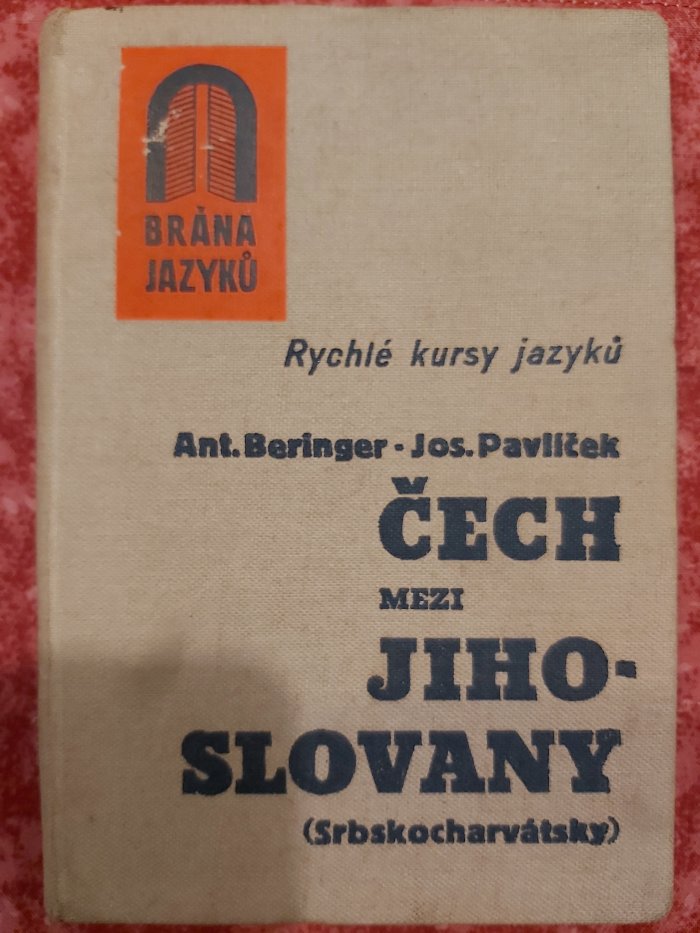 BRÁNA
JAZYKŮ
Rychlé kursy jazyků
Ant. Beringer - Jos. Pavlíček
ČECH
MEZI
JIHO-
SLOVANY
(Srbskocharvátsky)